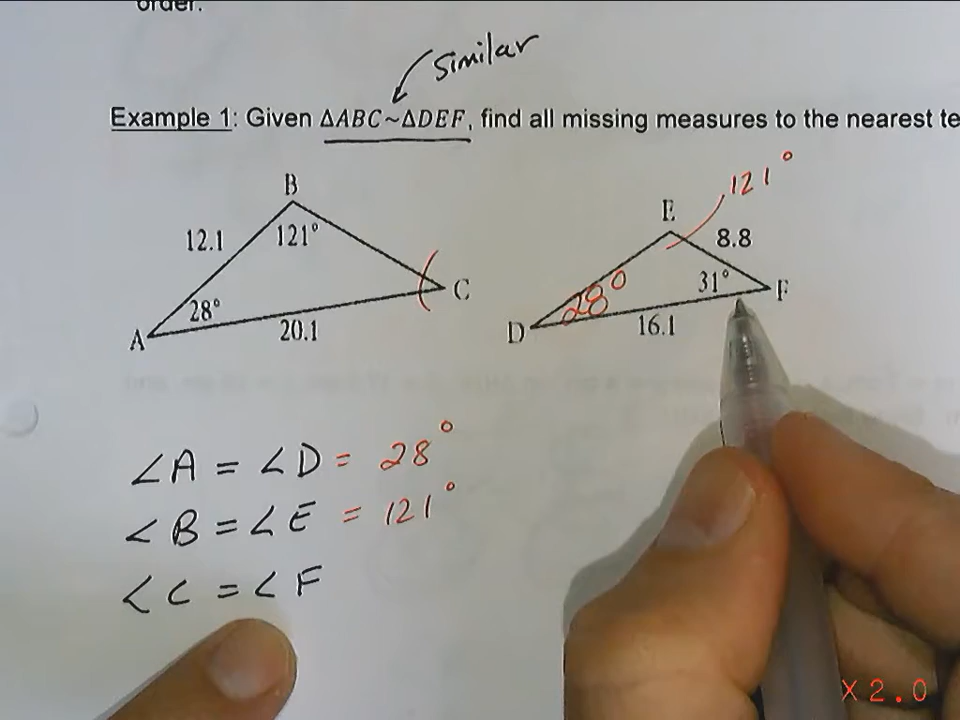 order.
similar
Example 1: Given ΔABC~ΔDEF, find all missing measures to the nearest te
121°
B
E
12.1
121°
8.8
C
31°
F
28°
28°
A
20.1
D
16.1
∠A = ∠D = 28°
∠B = ∠E = 121°
∠C = ∠F
X2.0